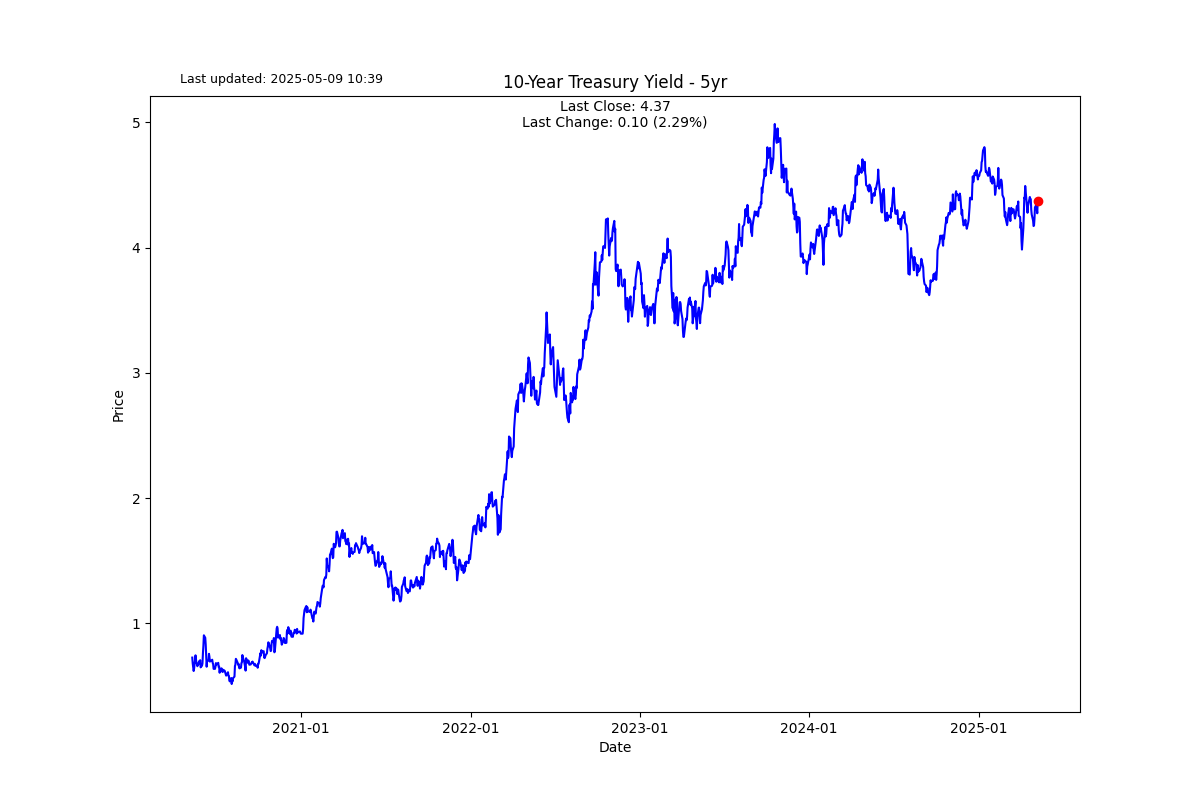 Last updated: 2025-05-09 10:39
10-Year Treasury Yield - 5yr
Last Close: 4.37
Last Change: 0.10 (2.29%)
5
4
3
2
1
Price
2021-01
2022-01
2023-01
2024-01
2025-01
Date